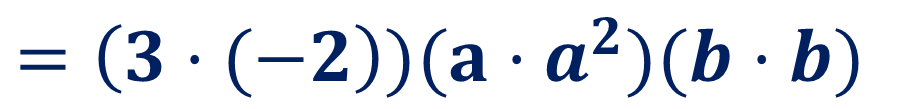 = (3 · (−2))(a · a²)(b · b)